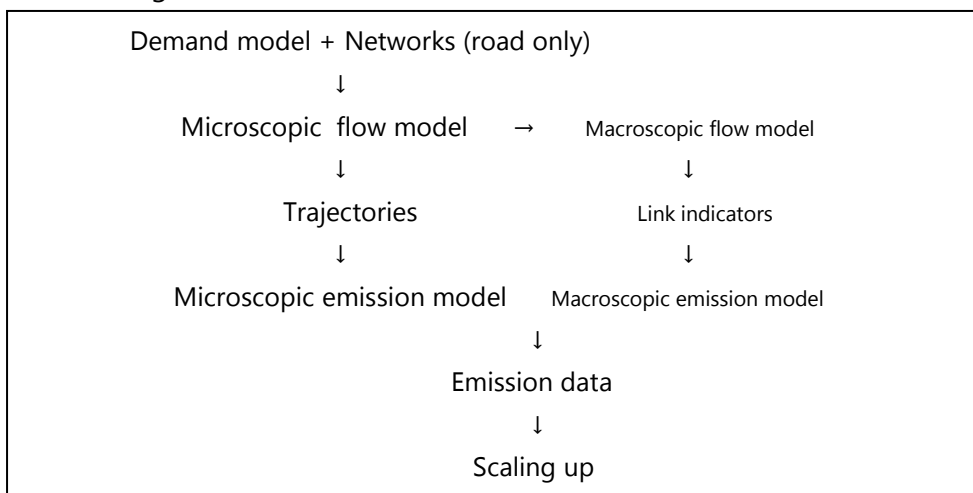 Demand model + Networks (road only)
↓
Microscopic flow model → Macroscopic flow model
↓ ↓
Trajectories Link indicators
↓ ↓
Microscopic emission model Macroscopic emission model
↓
Emission data
↓
Scaling up